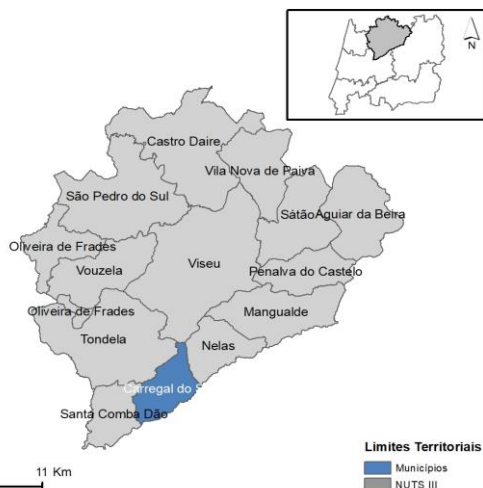 N
Castro Daire
Vila Nova de Paiva
São Pedro do Sul
Sátão
Aguiar da Beira
Oliveira de Frades
Viseu
Vouzela
Penalva do Castelo
Oliveira de Frades
Mangualde
Tondela
Nelas
Carregal do S
Santa Comba Dão
Limites Territoriais
11 Km
Municípios
NUTS III